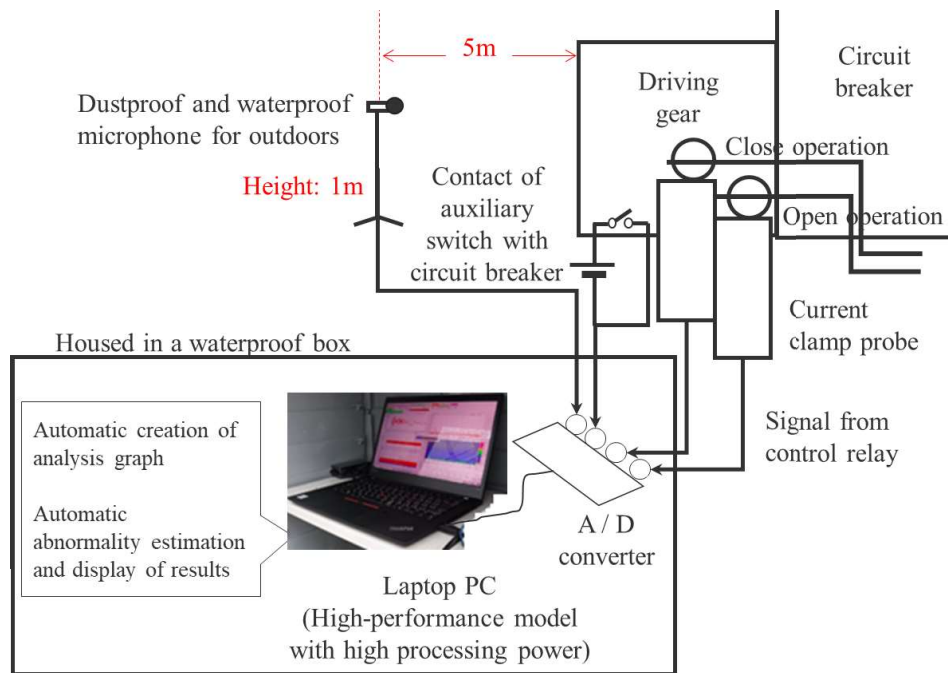 5m
Circuit
breaker
Driving
gear
Dustproof and waterproof
microphone for outdoors
Close operation
Height: 1m
Contact of
auxiliary
switch with
circuit breaker
Open operation
Current
clamp probe
Housed in a waterproof box
Signal from
control relay
Automatic creation of
analysis graph
Automatic
abnormality estimation
and display of results
A / D
converter
Laptop PC
(High-performance model
with high processing power)